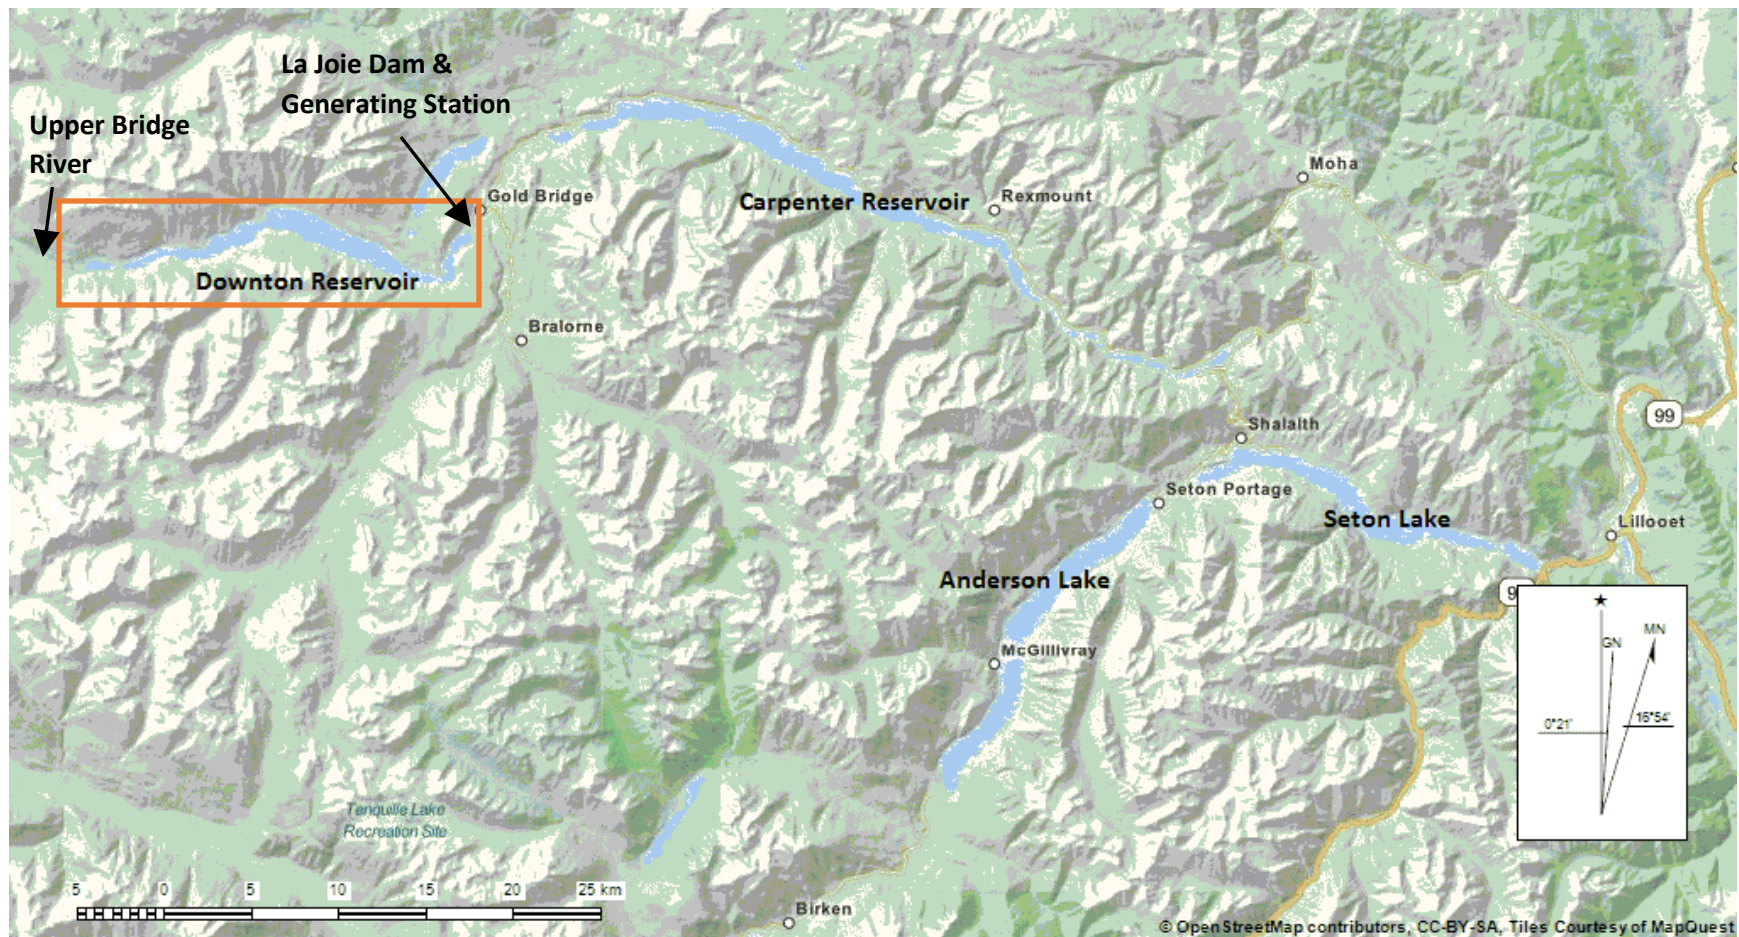 La Joie Dam &
Generating Station
Upper Bridge
River
Gold Bridge
Carpenter Reservoir
Rexmount
Moha
Downton Reservoir
Bralorne
99
Shalalth
Seton Portage
Seton Lake
Lillooet
Anderson Lake
9
McGillivray
GN
MN
0°21'
16°54'
Tenquille Lake
Recreation Site
5 0 5 10 15 20 25 km
Birken
© OpenStreetMap contributors, CC-BY-SA, Tiles Courtesy of MapQuest